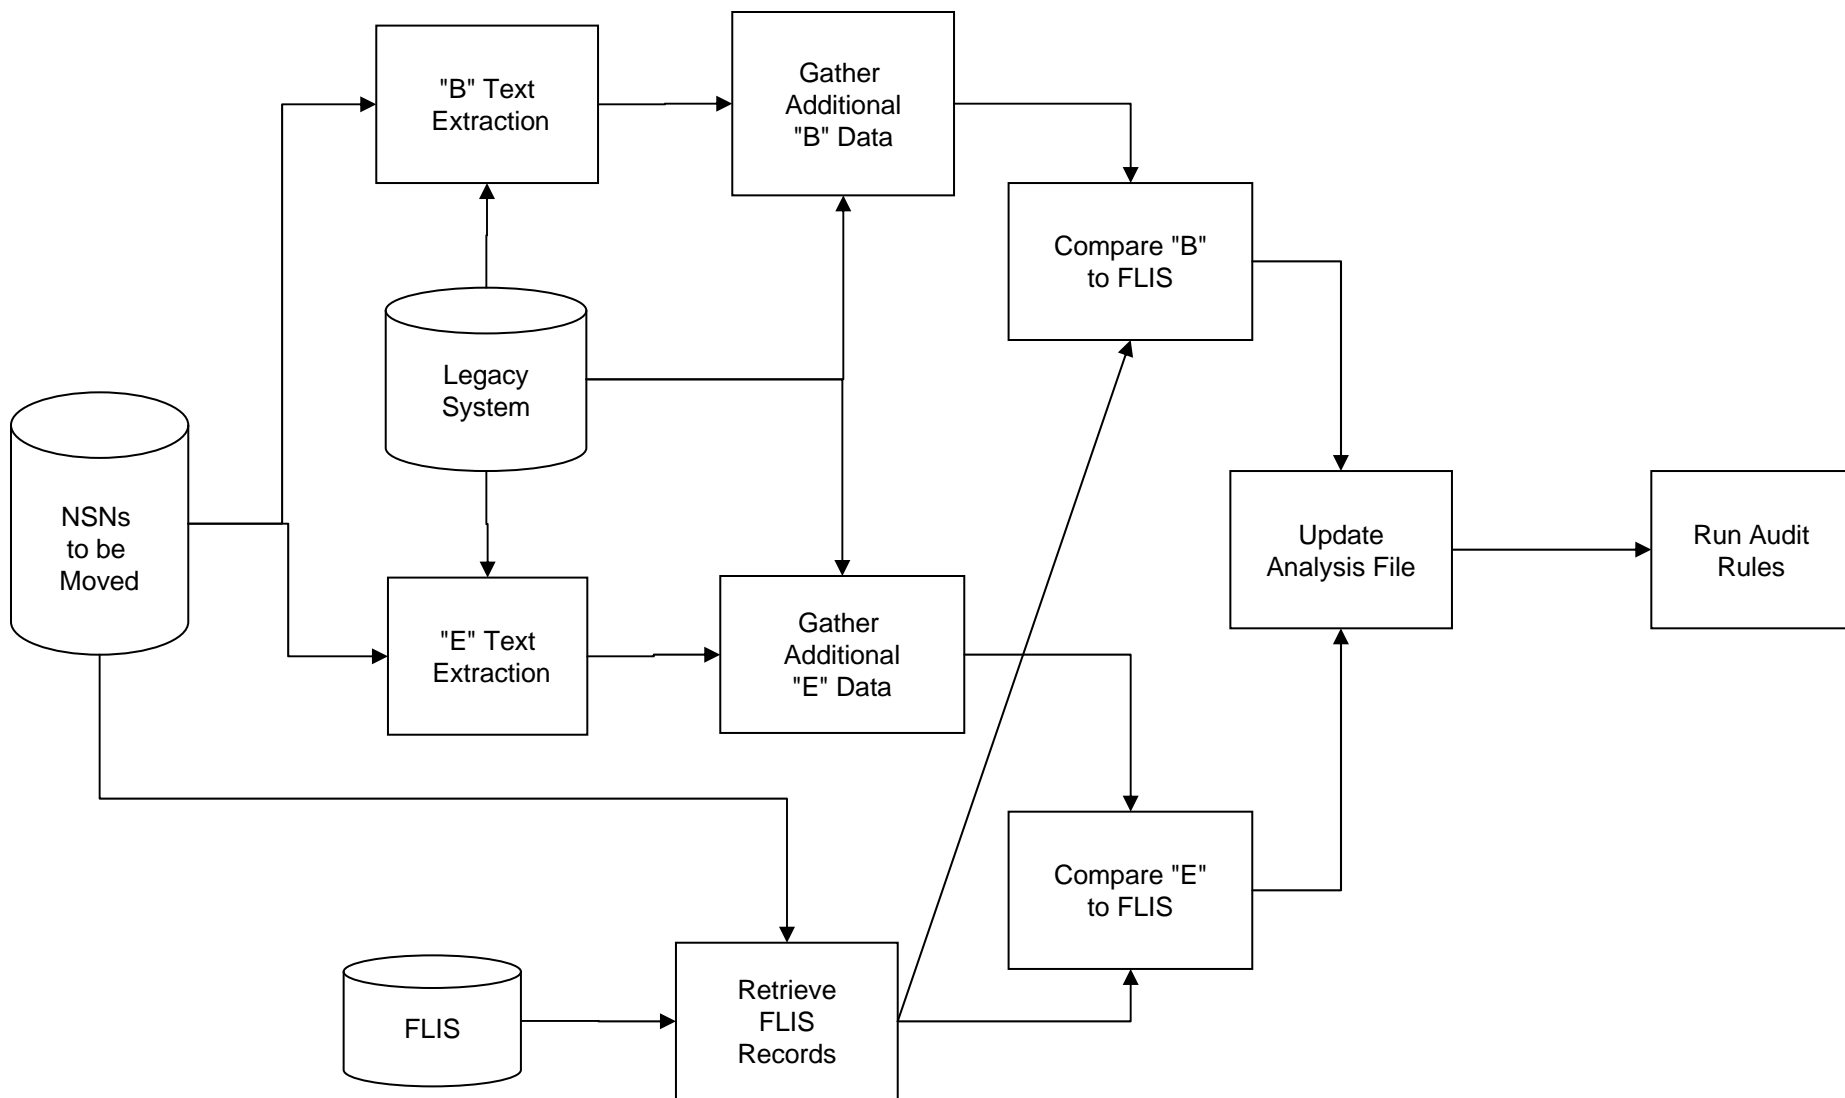 "B" Text
Extraction
Gather
Additional
"B" Data
Compare "B"
to FLIS
Legacy
System
NSNs
to be
Moved
Update
Analysis File
Run Audit
Rules
"E" Text
Extraction
Gather
Additional
"E" Data
Compare "E"
to FLIS
FLIS
Retrieve
FLIS
Records